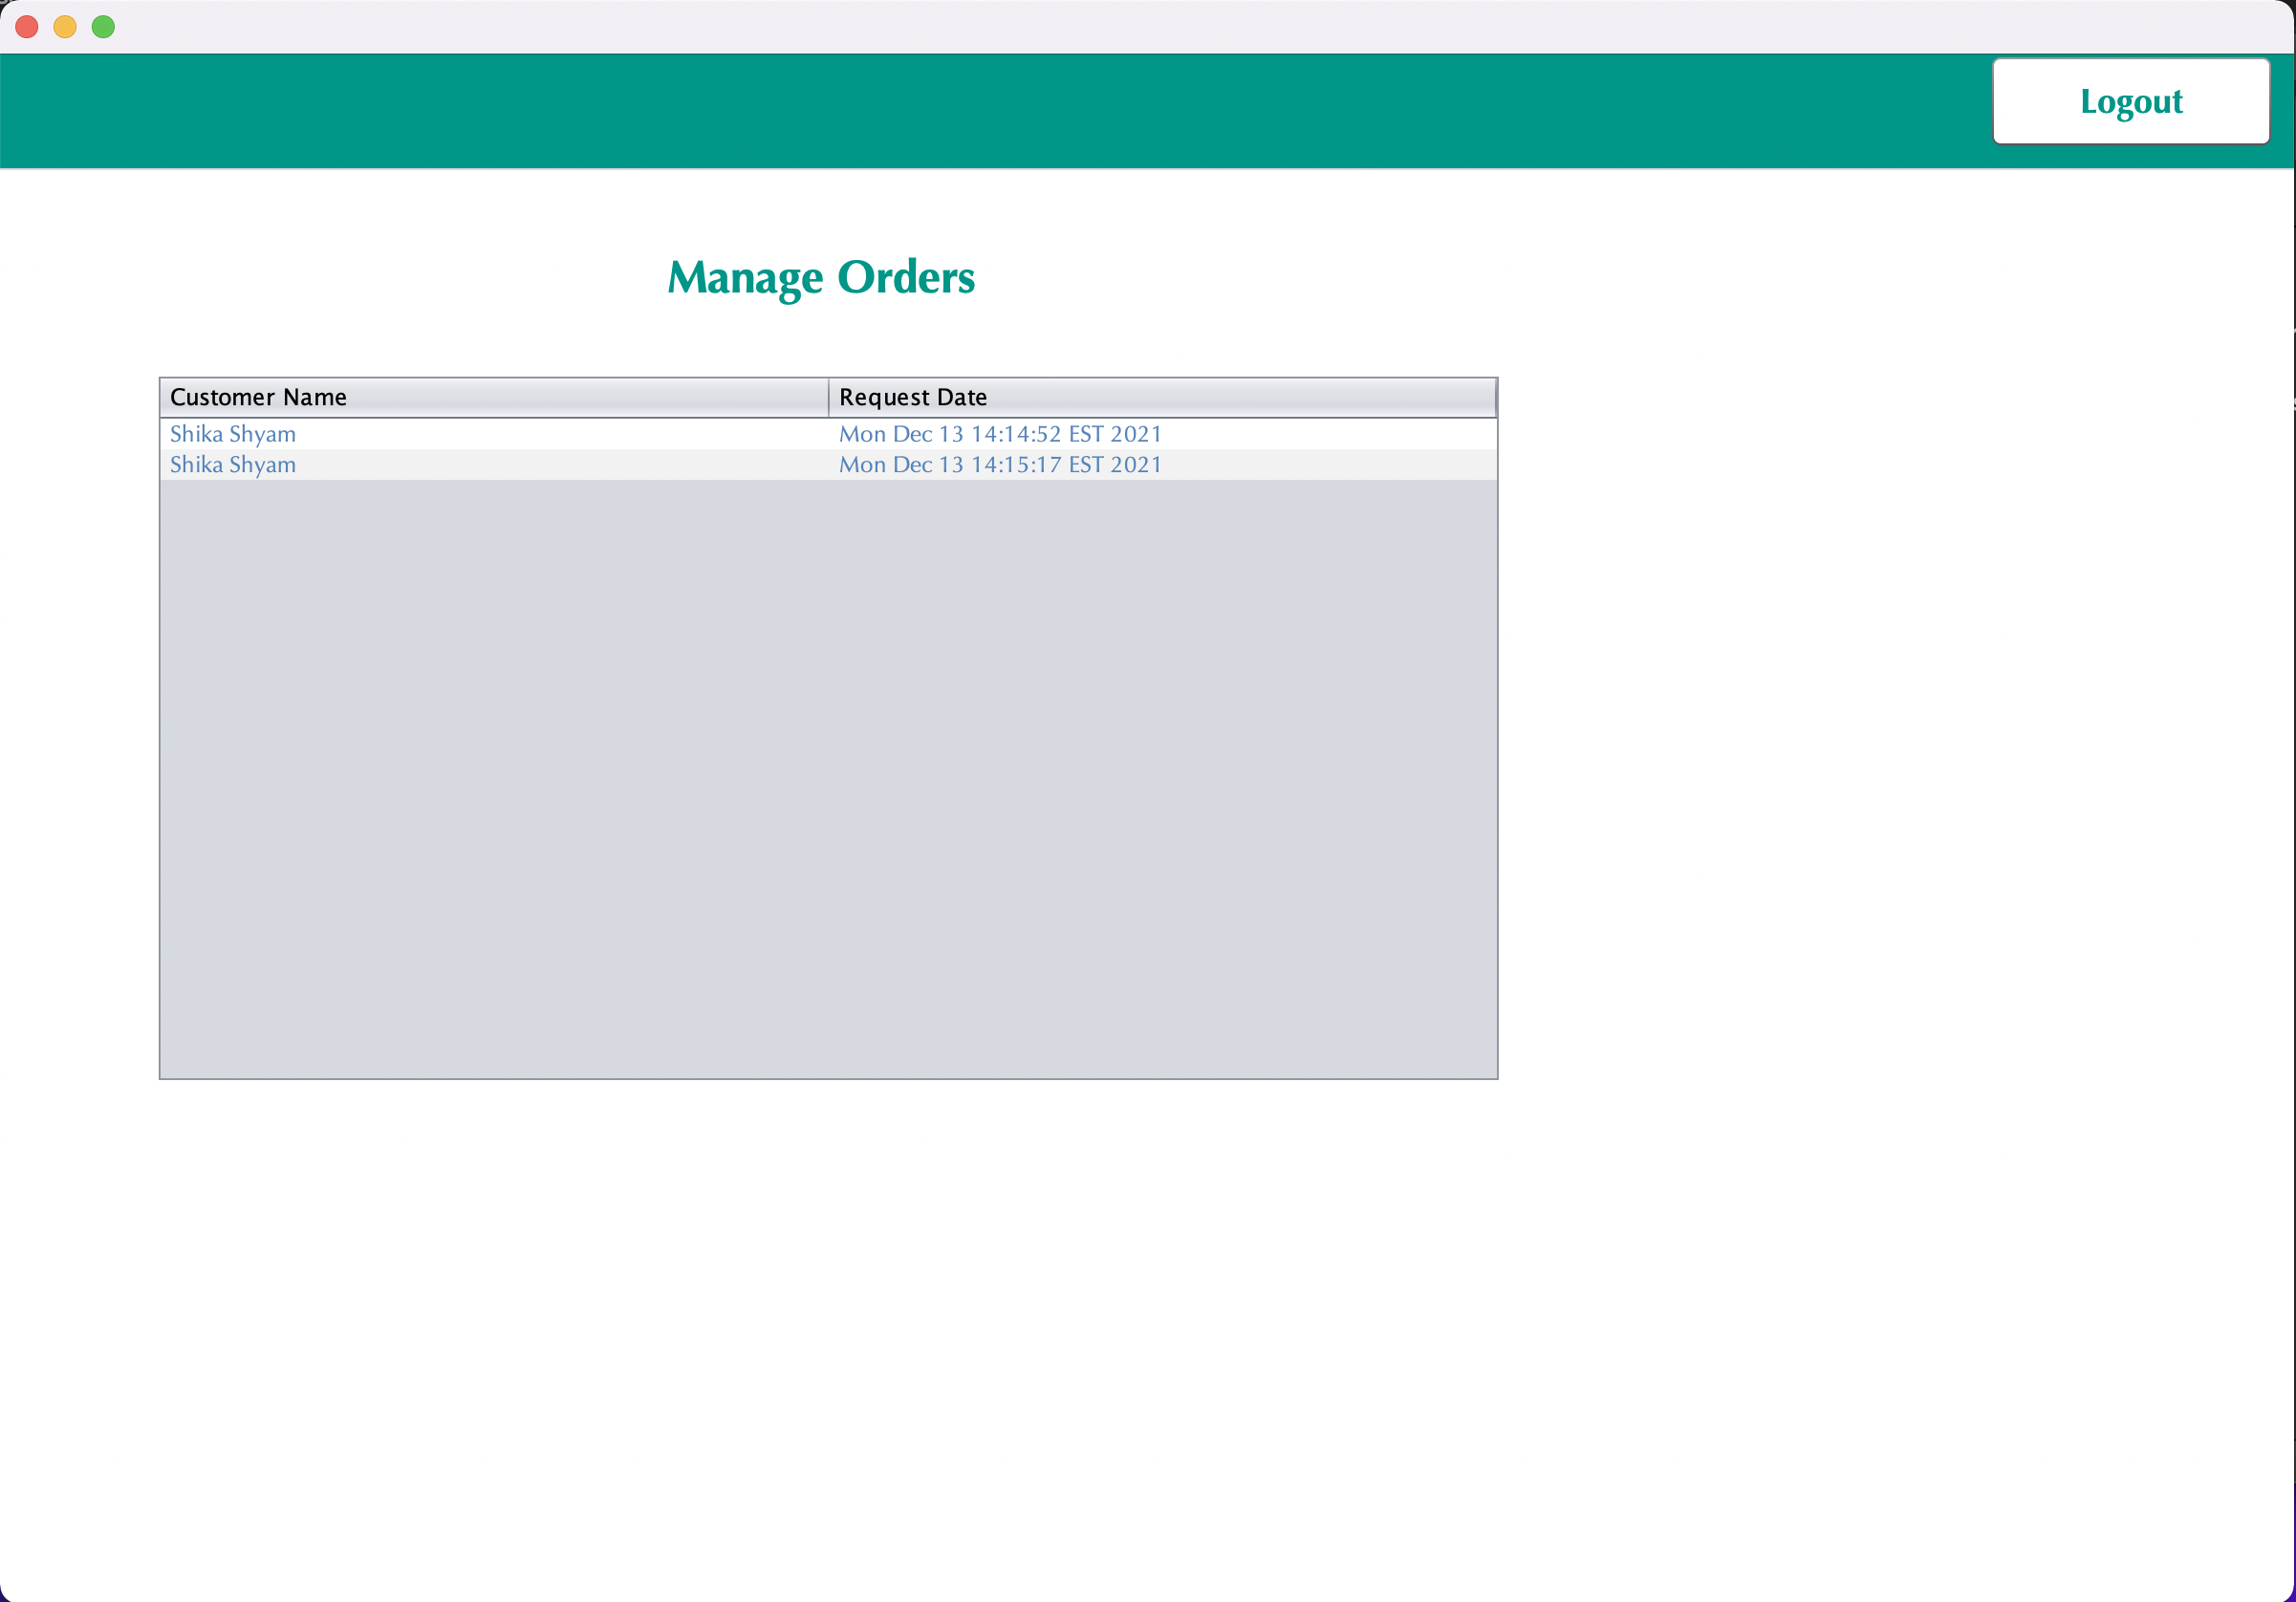 Logout
Manage Orders
Customer Name Request Date
Shika Shyam Mon Dec 13 14:14:52 EST 2021
Shika Shyam Mon Dec 13 14:15:17 EST 2021